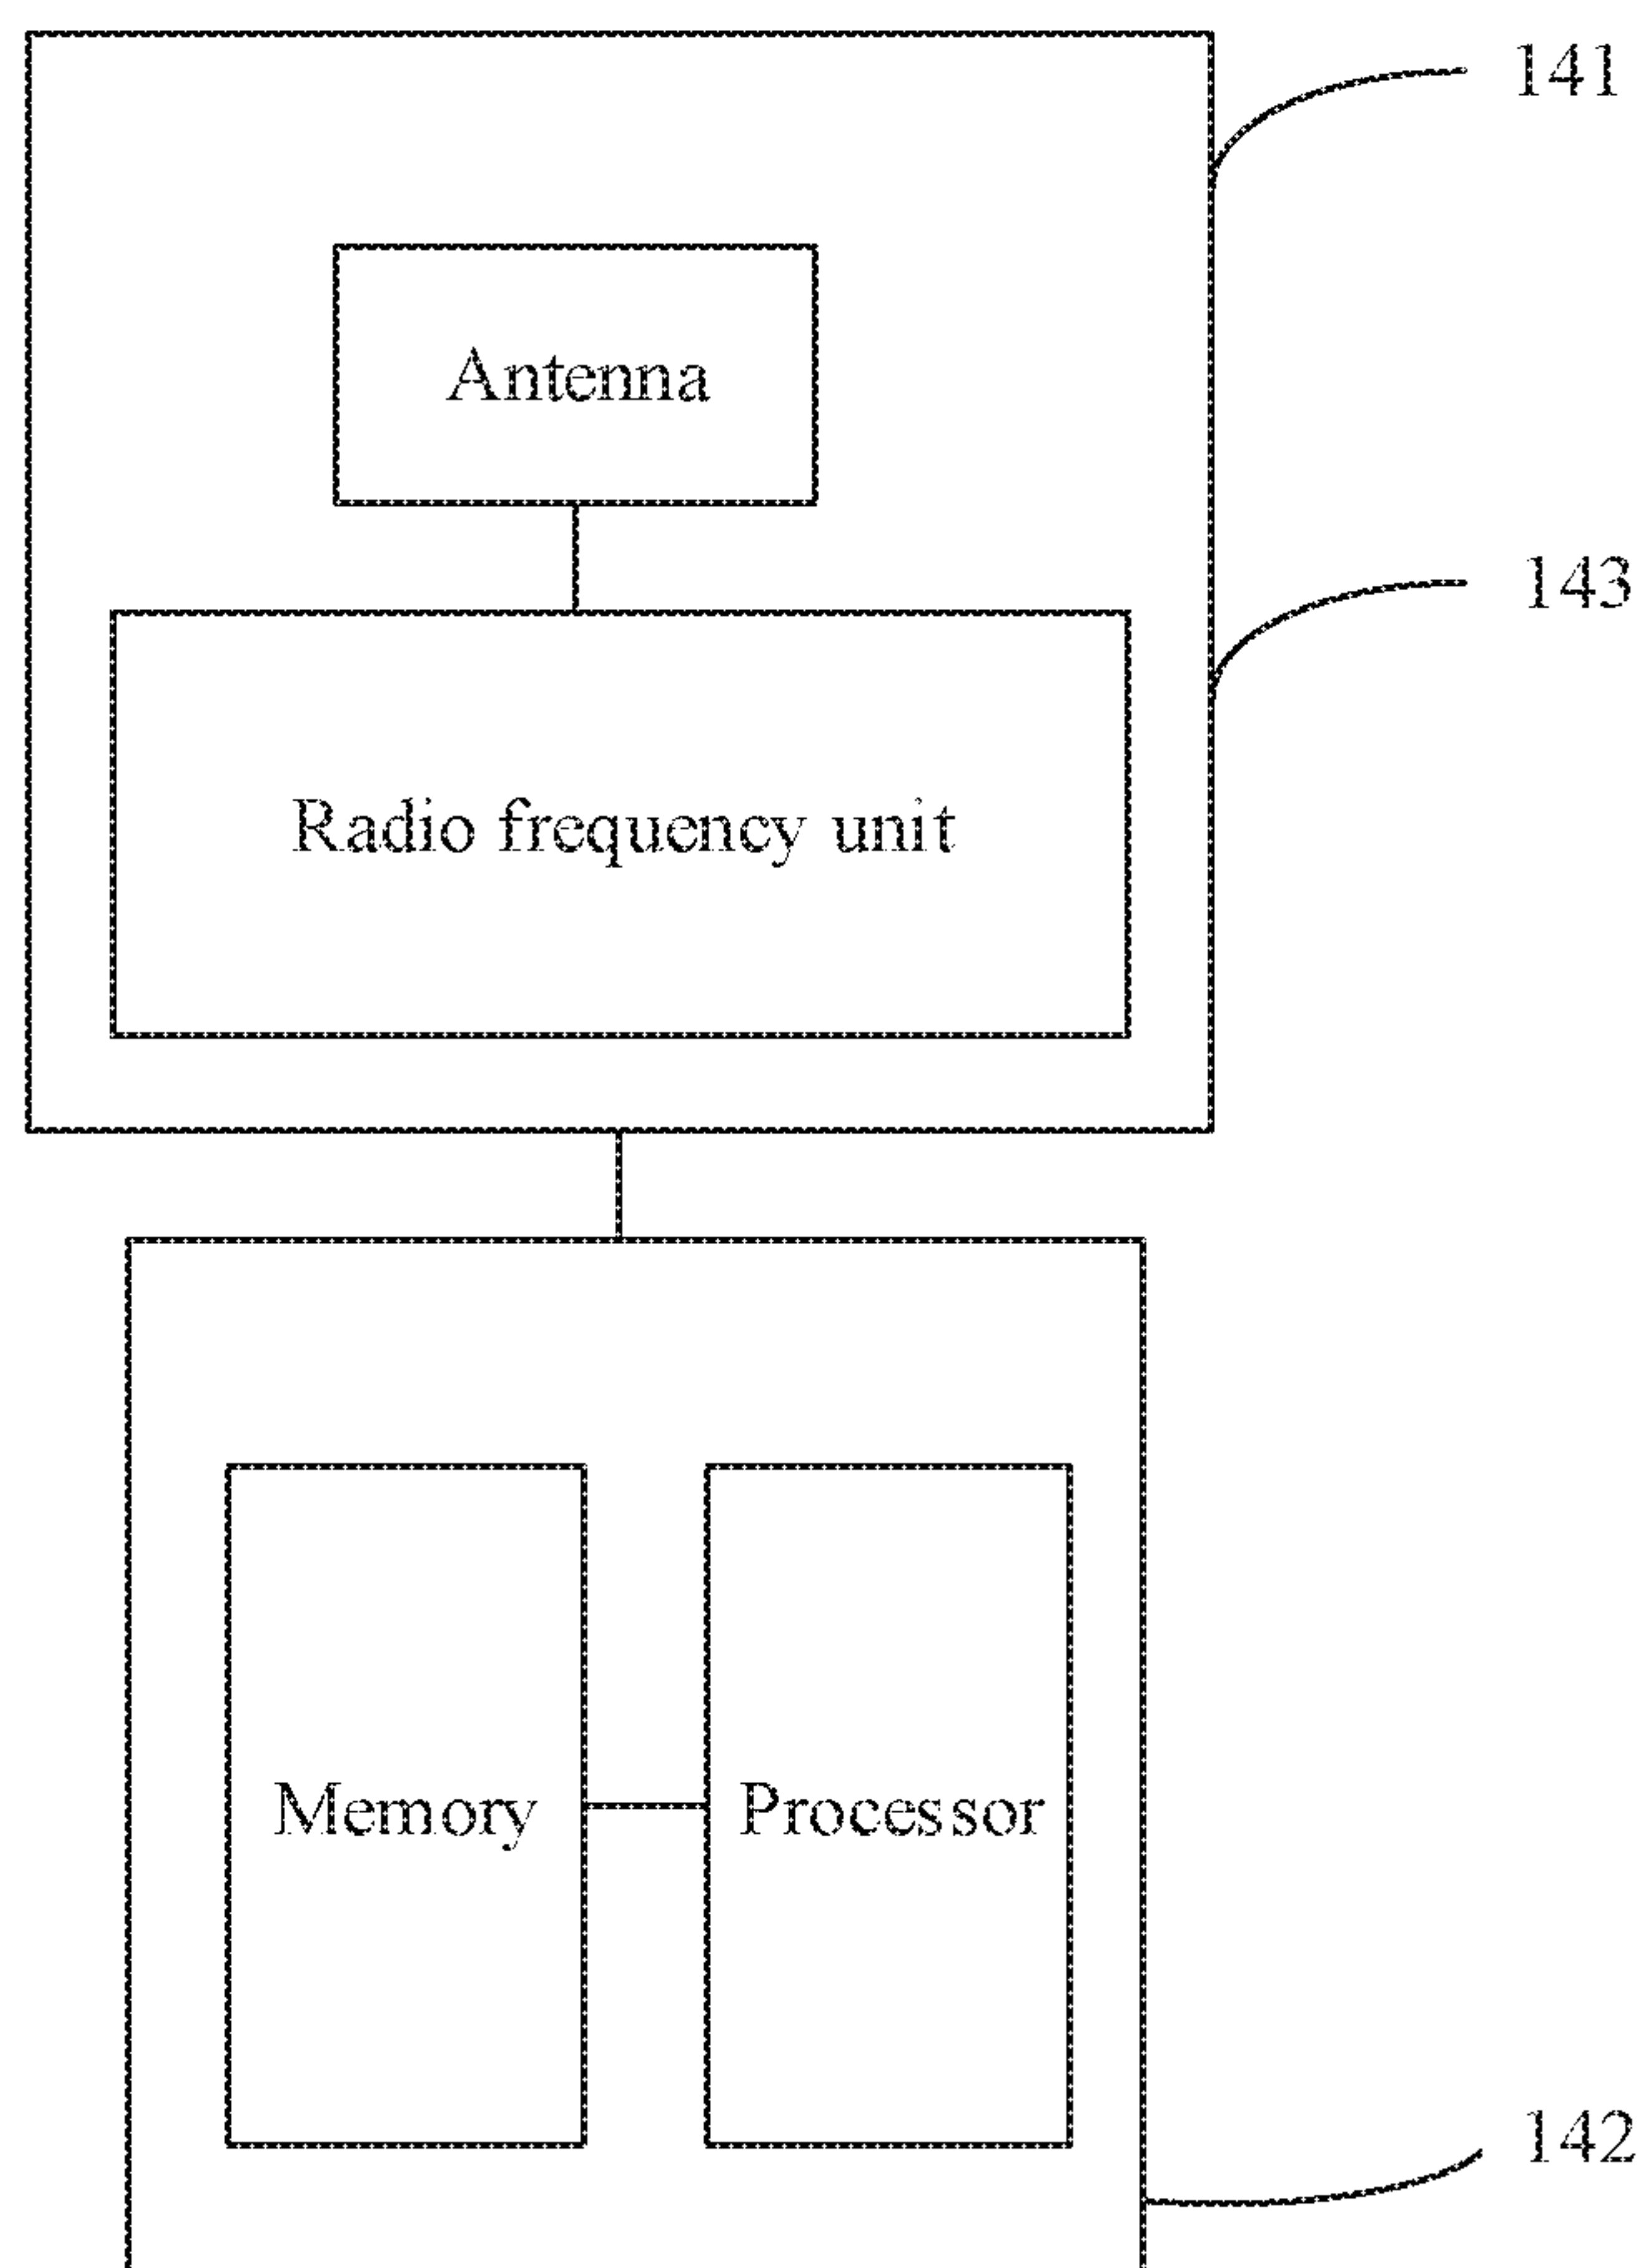 141
Antenna
143
Radio frequency unit
Memory
Processor
142